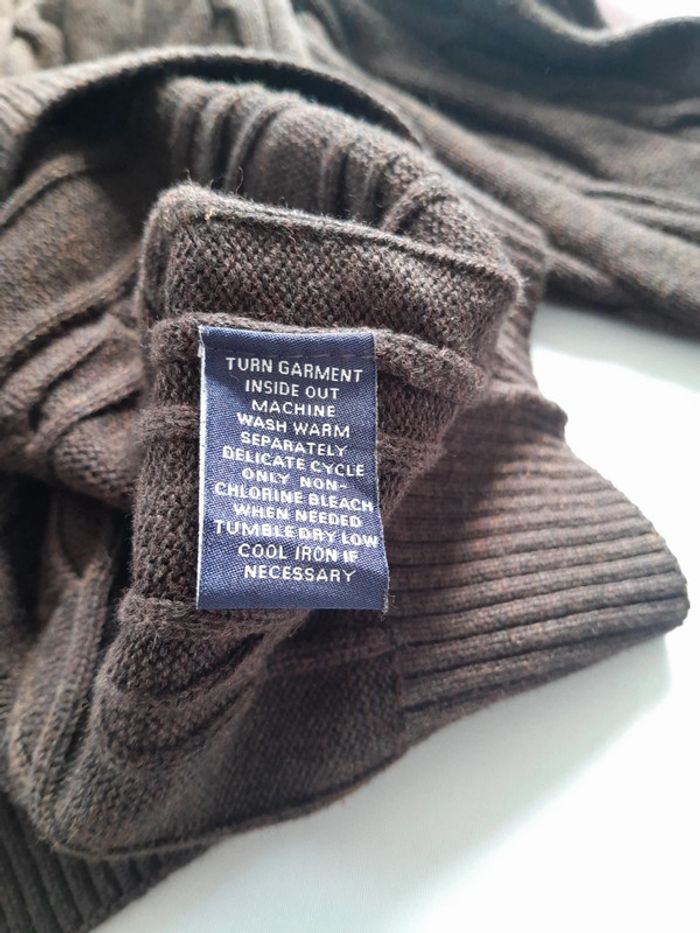 TURN GARMENT
INSIDE OUT
MACHINE
WASH WARM
SEPARATELY
DELICATE CYCLE
ONLY NON-
CHLORINE BLEACH
WHEN NEEDED
TUMBLE DRY LOW
COOL IRON IF
NECESSARY